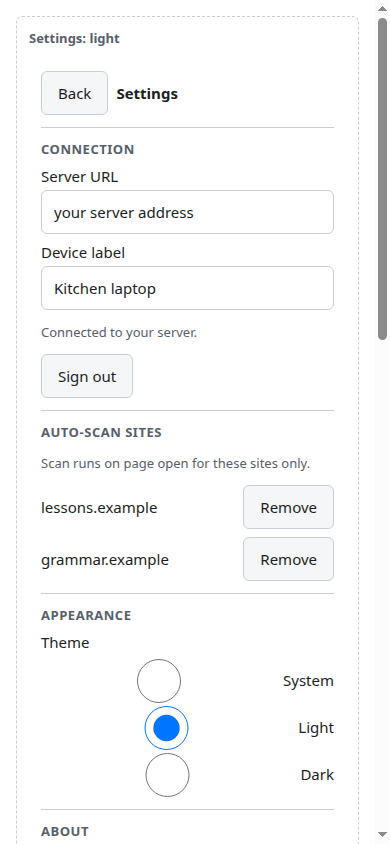 Settings: light
Back Settings
CONNECTION
Server URL
your server address
Device label
Kitchen laptop
Connected to your server.
Sign out
AUTO-SCAN SITES
Scan runs on page open for these sites only.
lessons.example Remove
grammar.example Remove
APPEARANCE
Theme
System
Light
Dark
ABOUT